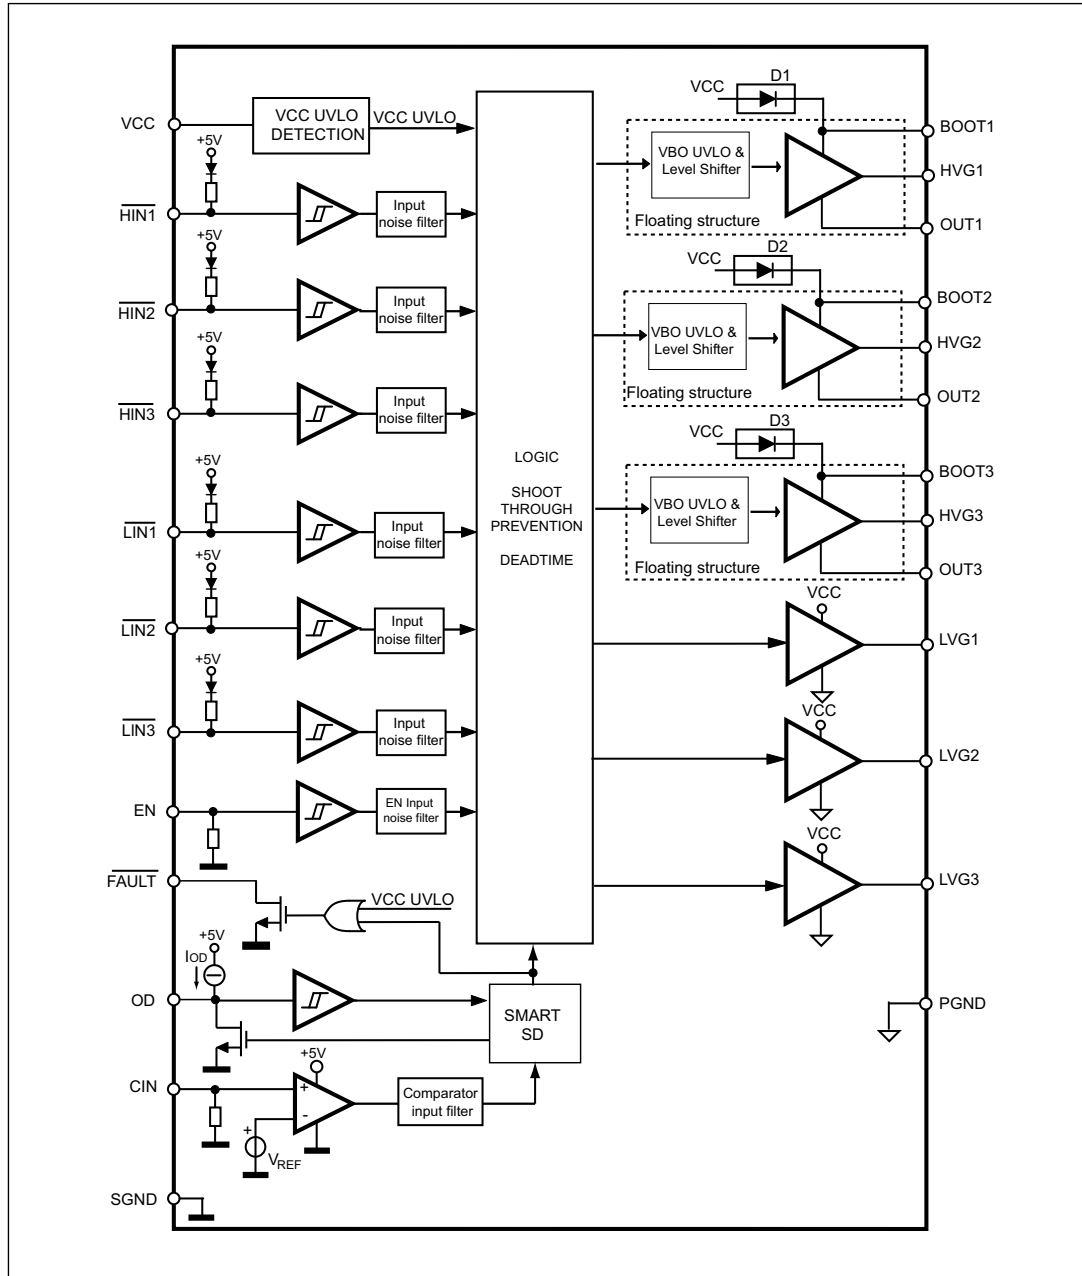 D1
VCC
BOOT1
VCC
VCC UVLO
DETECTION
VCC UVLO
+5V
VBO UVLO &
Level Shifter
HVG1
HIN1
Input
noise filter
Floating structure
OUT1
+5V
D2
VCC
BOOT2
HIN2
Input
noise filter
VBO UVLO &
Level Shifter
HVG2
+5V
Floating structure
OUT2
HIN3
Input
noise filter
D3
VCC
LOGIC
SHOOT
THROUGH
PREVENTION
DEADTIME
BOOT3
+5V
VBO UVLO &
Level Shifter
HVG3
LIN1
Input
noise filter
Floating structure
OUT3
+5V
VCC
LIN2
Input
noise filter
LVG1
+5V
VCC
LIN3
Input
noise filter
LVG2
EN
EN Input
noise filter
VCC
FAULT
VCC UVLO
LVG3
+5V
IOD
OD
SMART
SD
PGND
+5V
CIN
+
-
Comparator
input filter
+
VREF
SGND